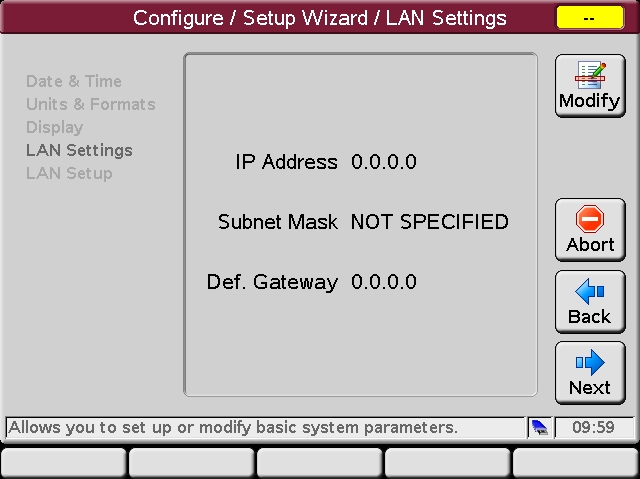 Configure / Setup Wizard / LAN Settings
--
Date & Time
Units & Formats
Display
LAN Settings
LAN Setup
IP Address 0.0.0.0
Subnet Mask NOT SPECIFIED
Def. Gateway 0.0.0.0
Modify
Abort
Back
Next
Allows you to set up or modify basic system parameters.
09:59